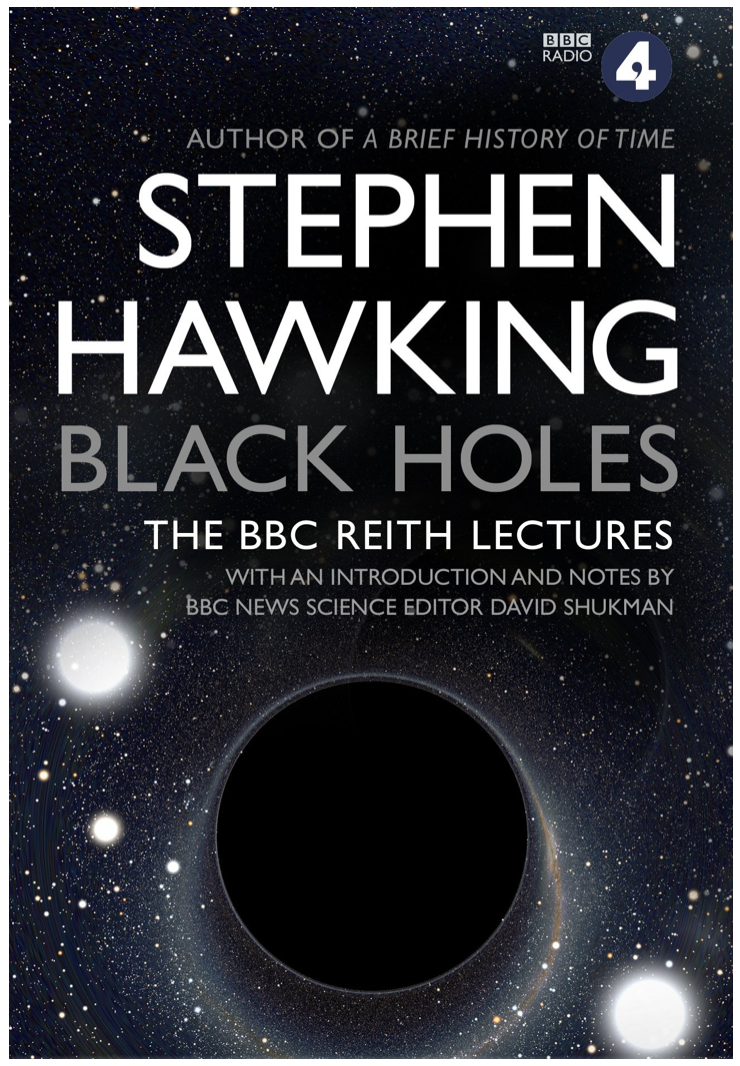 BBC
RADIO 4
AUTHOR OF A BRIEF HISTORY OF TIME
STEPHEN
HAWKING
BLACK HOLES
THE BBC REITH LECTURES
WITH AN INTRODUCTION AND NOTES BY
BBC NEWS SCIENCE EDITOR DAVID SHUKMAN